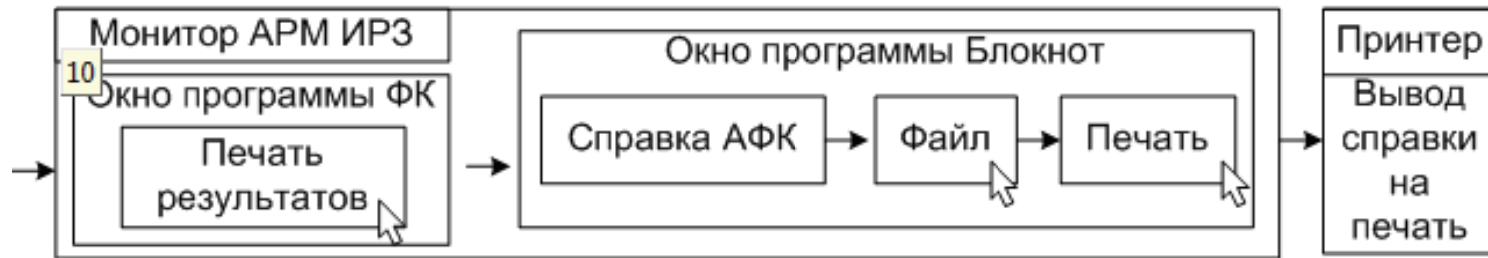 Монитор АРМ ИРЗ
10
Окно программы ФК
Печать
результатов
Окно программы Блокнот
Справка АФК
Файл
Печать
Принтер
Вывод
справки
на
печать